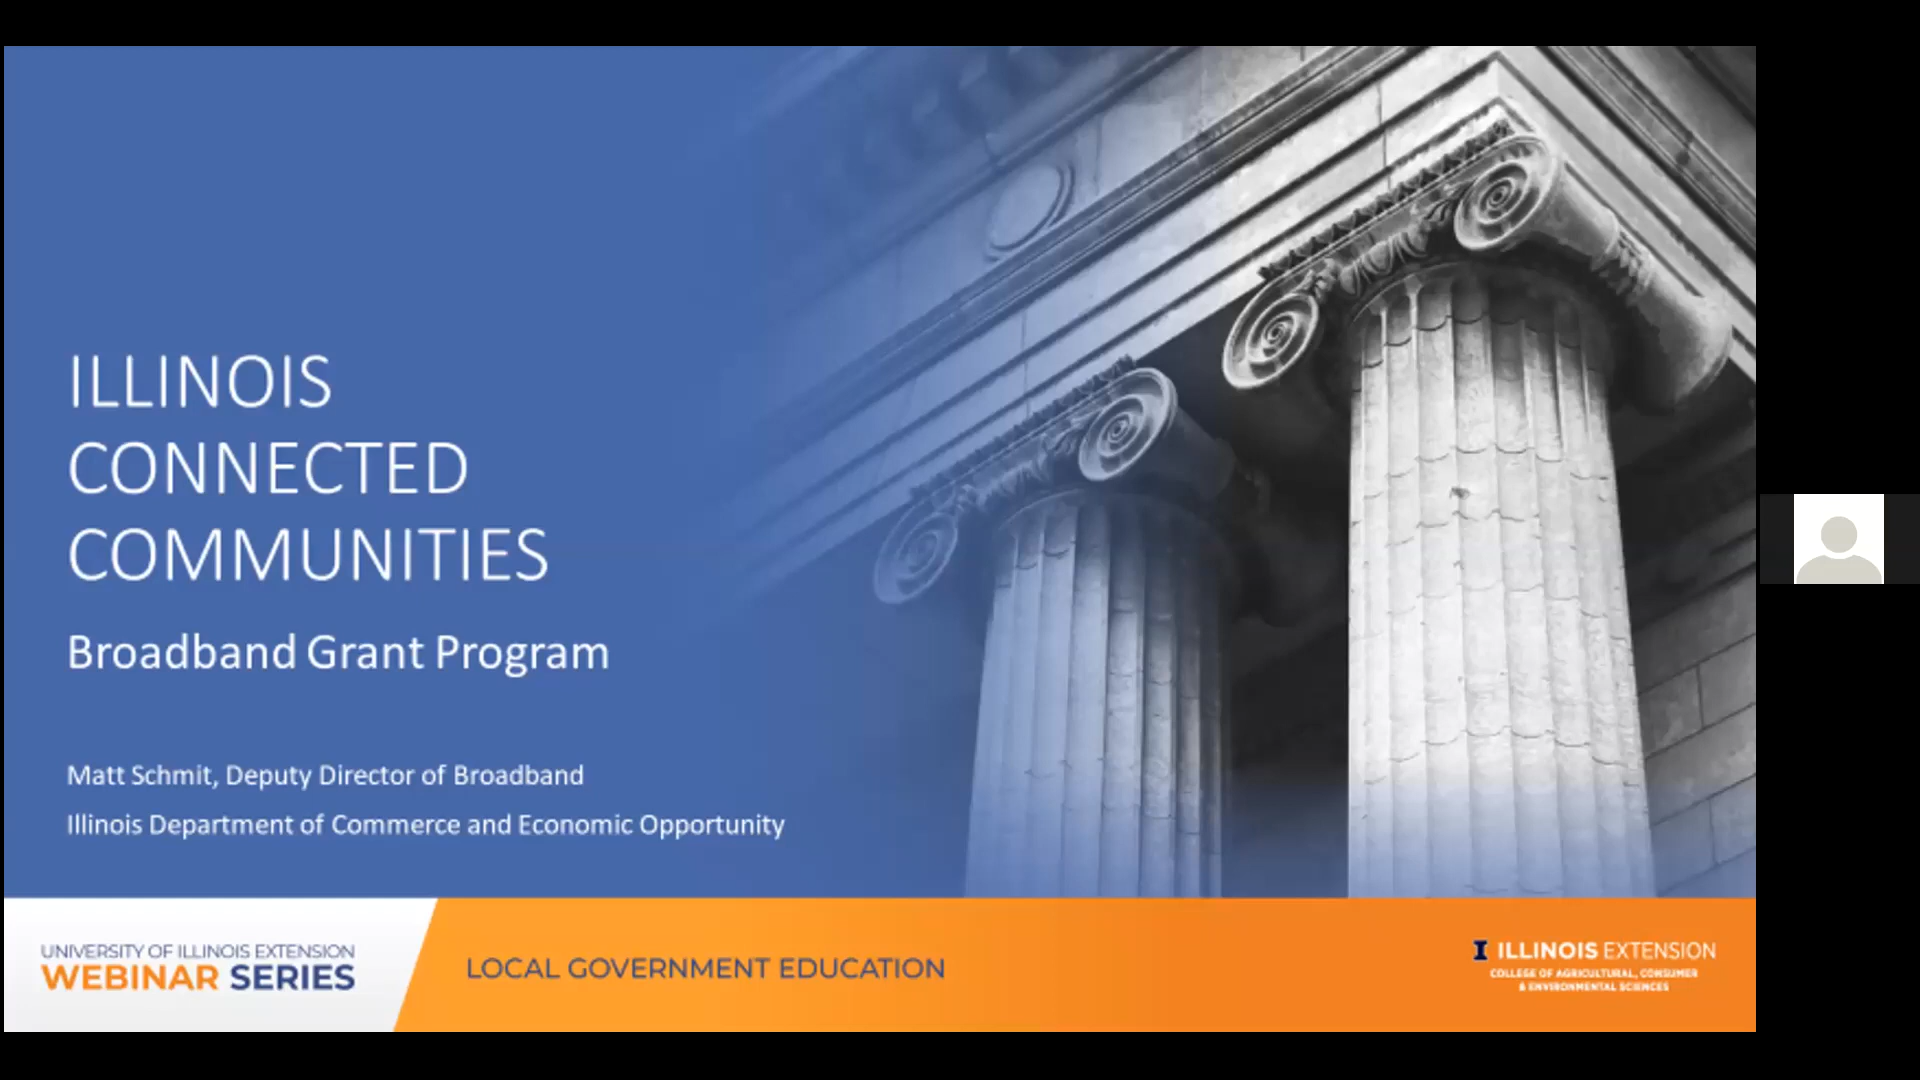 ILLINOIS
CONNECTED
COMMUNITIES
Broadband Grant Program
Matt Schmit, Deputy Director of Broadband
Illinois Department of Commerce and Economic Opportunity
UNIVERSITY OF ILLINOIS EXTENSION
WEBINAR SERIES
LOCAL GOVERNMENT EDUCATION
I ILLINOIS EXTENSION
COLLEGE OF AGRICULTURAL, CONSUMER
& ENVIRONMENTAL SCIENCES